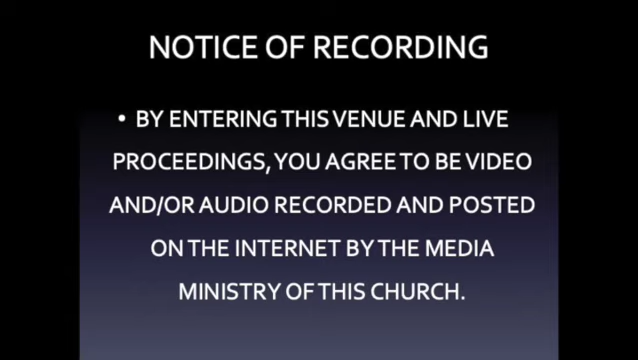 NOTICE OF RECORDING
• BY ENTERING THIS VENUE AND LIVE
PROCEEDINGS, YOU AGREE TO BE VIDEO
AND/OR AUDIO RECORDED AND POSTED
ON THE INTERNET BY THE MEDIA
MINISTRY OF THIS CHURCH.